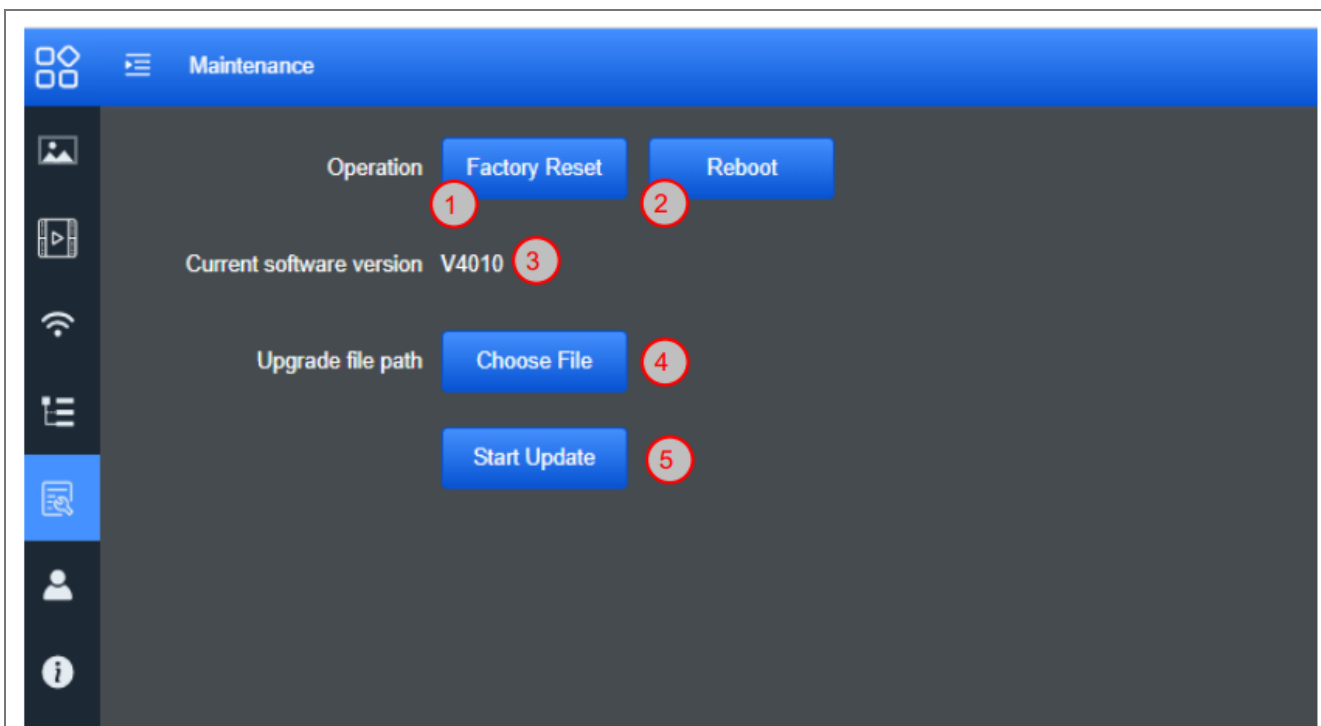 Maintenance
Operation Factory Reset Reboot
1 2
Current software version V4010 3
Upgrade file path Choose File 4
Start Update 5